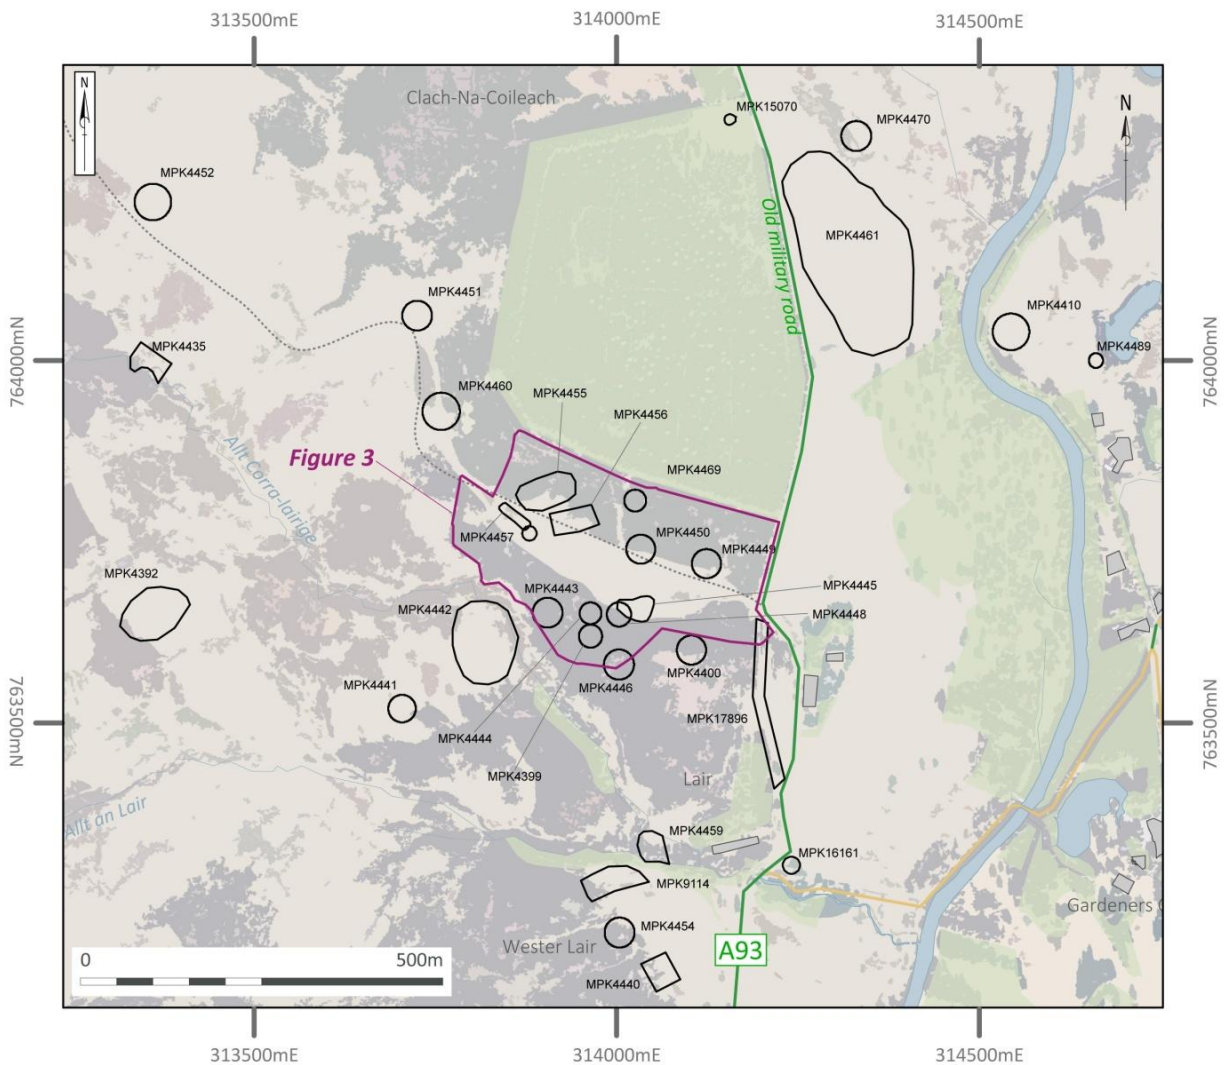 313500mE
314000mE
314500mE
N
Clach-Na-Coileach
MPK15070
MPK4470
N
MPK4452
Old military road
MPK4461
MPK4451
MPK4410
764000mN
MPK4435
MPK4489
764000mN
MPK4460
MPK4455
MPK4456
Allt Corra-lairige
Figure 3
MPK4469
MPK4457
MPK4450
MPK4449
MPK4392
MPK4443
MPK4445
MPK4442
MPK4448
MPK4400
MPK4446
MPK4441
763500mN
MPK17896
763500mN
MPK4444
MPK4399
Lair
Allt an Lair
MPK4459
MPK16161
MPK9114
Gardeners
MPK4454
Wester Lair
A93
0
500m
MPK4440
313500mE
314000mE
314500mE